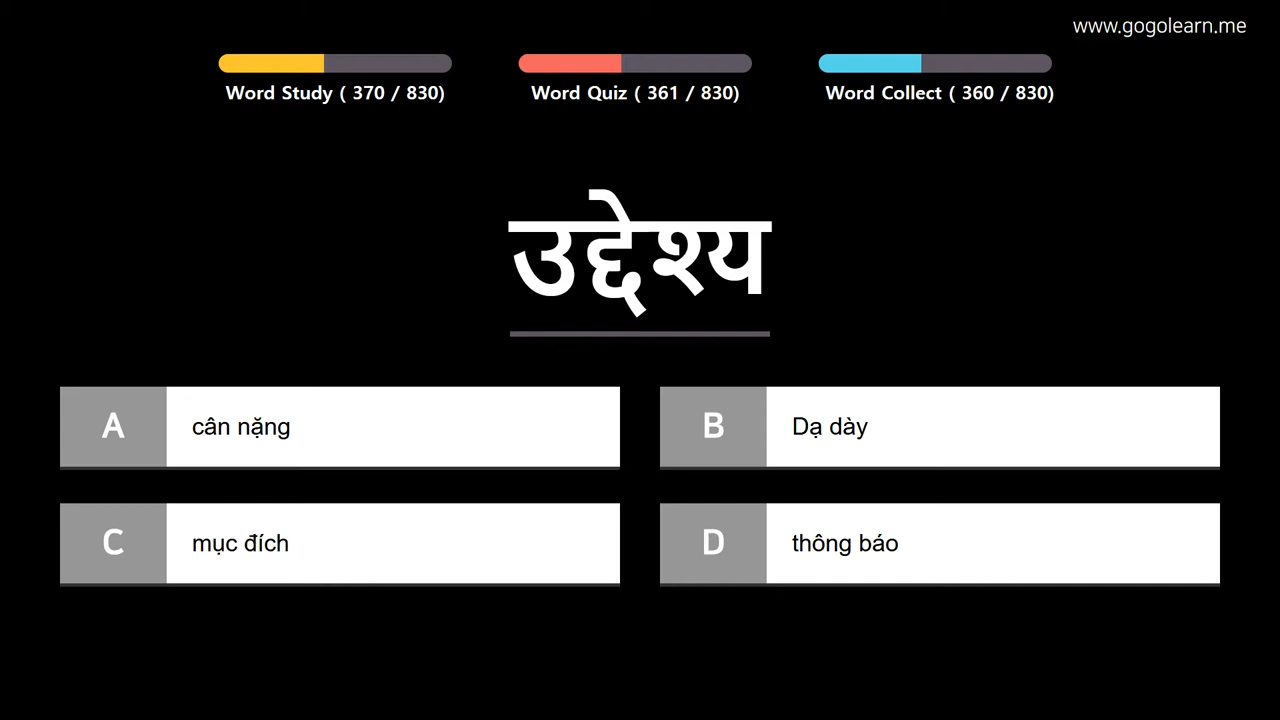 www.gogolearn.me
Word Study ( 370 / 830)
Word Quiz ( 361 / 830)
Word Collect ( 360 / 830)
उद्देश्य
A cân nặng
B Dạ dày
C mục đích
D thông báo